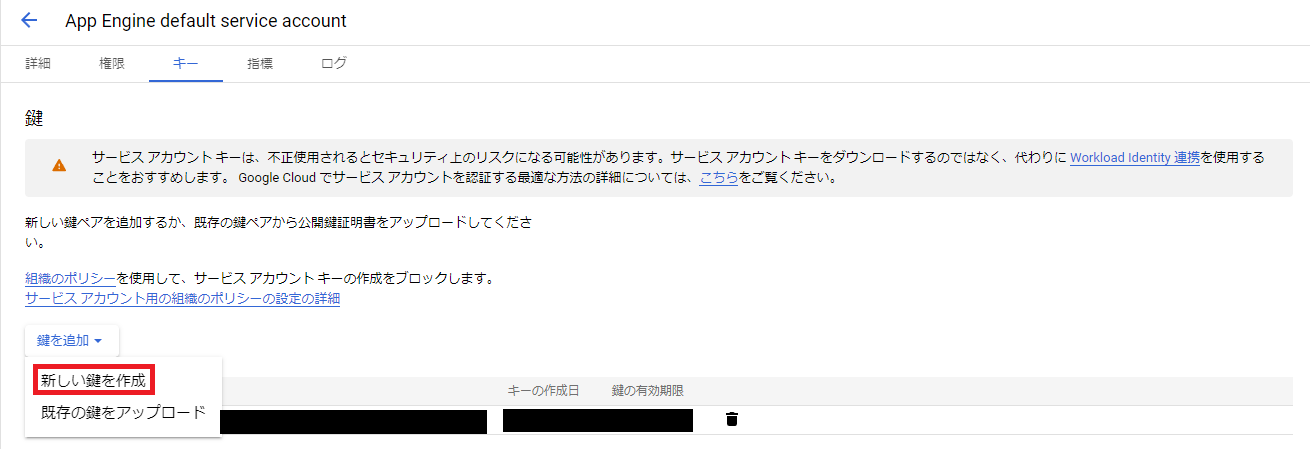 App Engine default service account
詳細 権限 キー 指標 ログ
鍵
サービス アカウント キーは、不正使用されるとセキュリティ上のリスクになる可能性があります。サービス アカウント キーをダウンロードするのではなく、代わりに Workload Identity 連携を使用する
ことをおすすめします。 Google Cloud でサービス アカウントを認証する最適な方法の詳細については、こちらをご覧ください。
新しい鍵ペアを追加するか、既存の鍵ペアから公開鍵証明書をアップロードしてくださ
い。
組織のポリシーを使用して、サービス アカウント キーの作成をブロックします。
サービス アカウント用の組織のポリシーの設定の詳細
鍵を追加
新しい鍵を作成
キーの作成日 鍵の有効期限
既存の鍵をアップロード